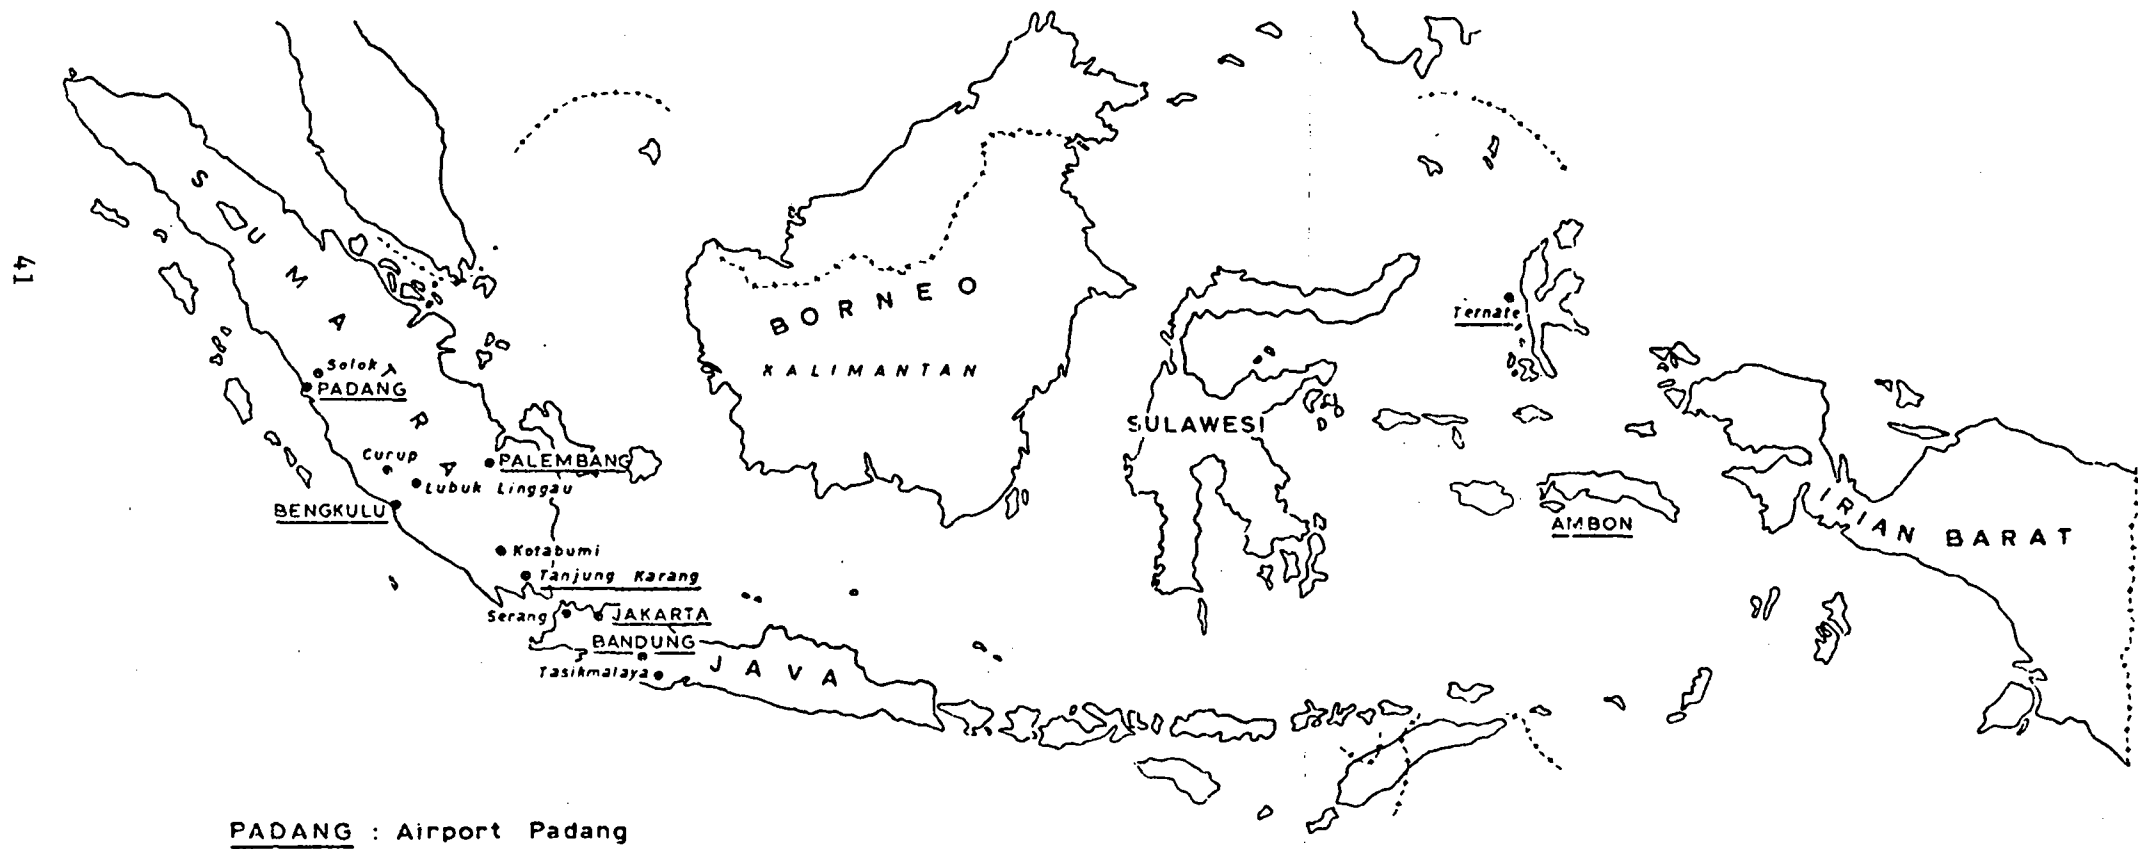 41
SUMATRA
BORNEO
KALIMANTAN
SULAWESI
Ternate
Solok
PADANG
Curup
PALEMBANG
Lubuk Linggau
BENGKULU
AMBON
IRIAN BARAT
Kotabumi
Tanjung Karang
Serang
JAKARTA
BANDUNG
Tasikmalaya
JAVA
PADANG : Airport Padang